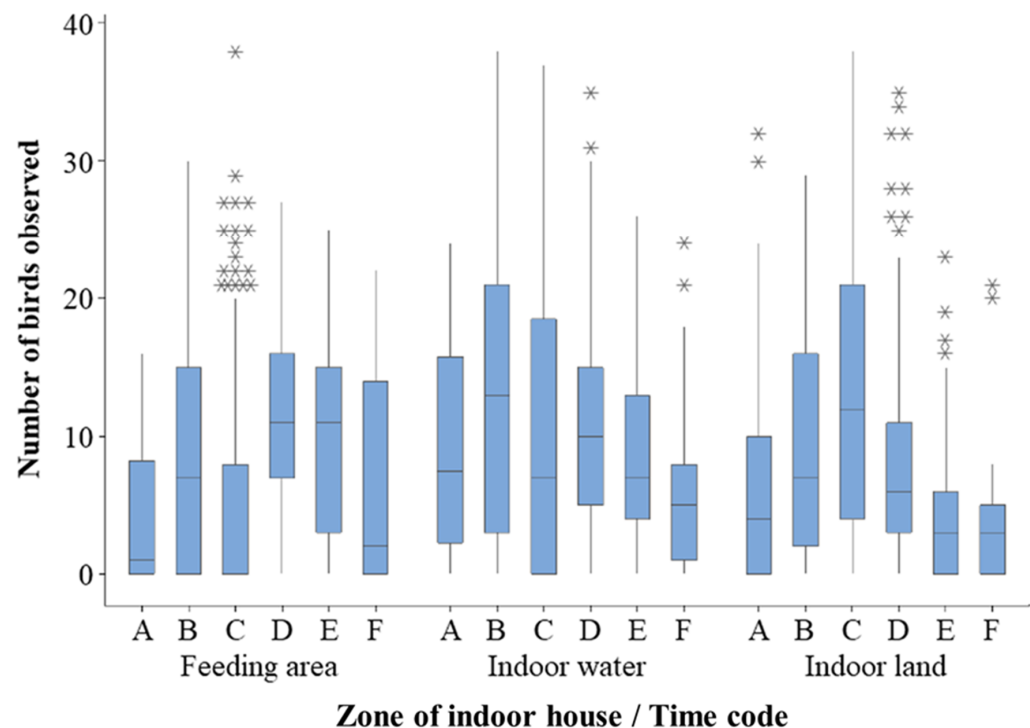 Number of birds observed
40
30
20
10
0
A B C D E F A B C D E F A B C D E F
Feeding area Indoor water Indoor land
Zone of indoor house / Time code